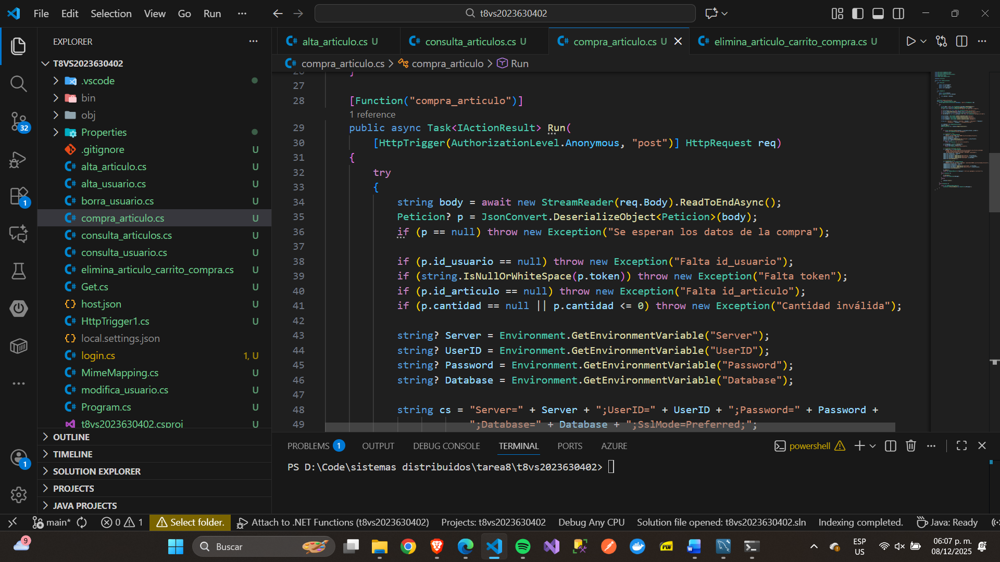 File Edit Selection View Go Run ···
t8vs2023630402
EXPLORER
T8VS2023630402
.vscode
bin
obj
Properties
.gitignore U
alta_articulo.cs U
alta_usuario.cs U
borra_usuario.cs U
compra_articulo.cs U
consulta_articulos.cs U
consulta_usuario.cs U
elimina_articulo_carrito_compra.cs U
Get.cs U
host.json U
HttpTrigger1.cs U
local.settings.json
login.cs 1, U
MimeMapping.cs U
modifica_usuario.cs U
Program.cs U
t8vs2023630402.csproj U
OUTLINE
TIMELINE
SOLUTION EXPLORER
PROJECTS
JAVA PROJECTS
32
1
1
alta_articulo.cs U
consulta_articulos.cs U
compra_articulo.cs U
elimina_articulo_carrito_compra.cs U
compra_articulo.cs > compra_articulo > Run
26 }
27
28 [Function("compra_articulo")]
1 reference
29 public async Task<IActionResult> Run(
30 [HttpTrigger(AuthorizationLevel.Anonymous, "post")] HttpRequest req)
31 {
32 try
33 {
34 string body = await new StreamReader(req.Body).ReadToEndAsync();
35 Peticion? p = JsonConvert.DeserializeObject<Peticion>(body);
36 if (p == null) throw new Exception("Se esperan los datos de la compra");
37
38 if (p.id_usuario == null) throw new Exception("Falta id_usuario");
39 if (string.IsNullOrWhiteSpace(p.token)) throw new Exception("Falta token");
40 if (p.id_articulo == null) throw new Exception("Falta id_articulo");
41 if (p.cantidad == null || p.cantidad <= 0) throw new Exception("Cantidad inválida");
42
43 string? Server = Environment.GetEnvironmentVariable("Server");
44 string? UserID = Environment.GetEnvironmentVariable("UserID");
45 string? Password = Environment.GetEnvironmentVariable("Password");
46 string? Database = Environment.GetEnvironmentVariable("Database");
47
48 string cs = "Server=" + Server + ";UserID=" + UserID + ";Password=" + Password +
49 ";Database=" + Database + ";SslMode=Preferred;";
PROBLEMS 1 OUTPUT DEBUG CONSOLE TERMINAL PORTS AZURE
powershell
PS D:\Code\sistemas distribuidos\tarea8\t8vs2023630402>
main* 0 1 Select folder. Attach to .NET Functions (t8vs2023630402) Projects: t8vs2023630402 Debug Any CPU Solution file opened: t8vs2023630402.sln Indexing completed. Java: Ready
9
Buscar
PDF
ESP
US
06:07 p. m.
08/12/2025